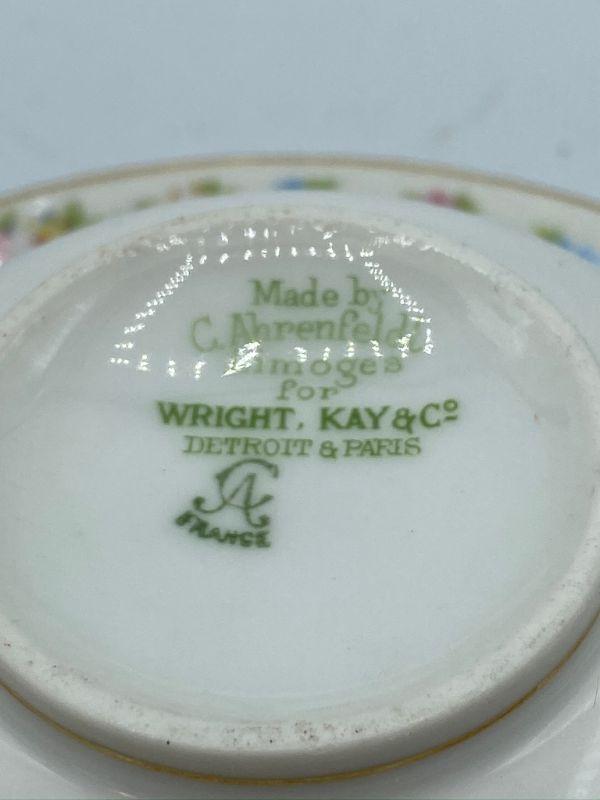 Made by
C. Ahrenfeldt
Limoges
for
WRIGHT, KAY & Cº
DETROIT & PARIS
CA
FRANCE